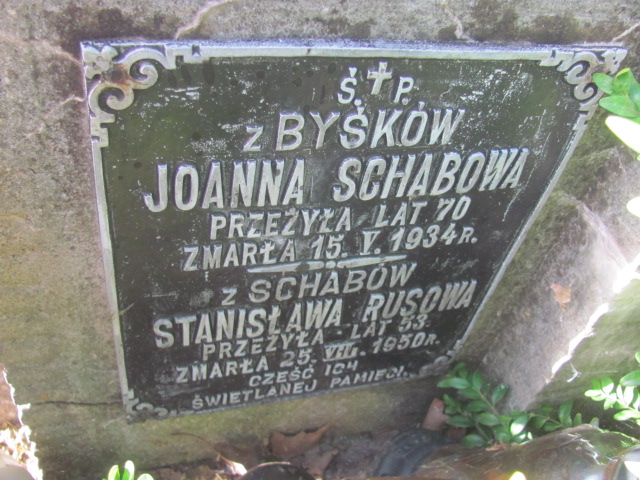 Ś. † P.
Z BYŚKÓW
JOANNA SCHABOWA
PRZEŻYŁA LAT 70
ZMARŁA 15. V. 1934 R.
Z SCHABÓW
STANISŁAWA RUSOWA
PRZEŻYŁA LAT 53.
ZMARŁA 25. VII. 1950 R.
CZEŚĆ ICH
ŚWIETLANEJ PAMIĘCI.